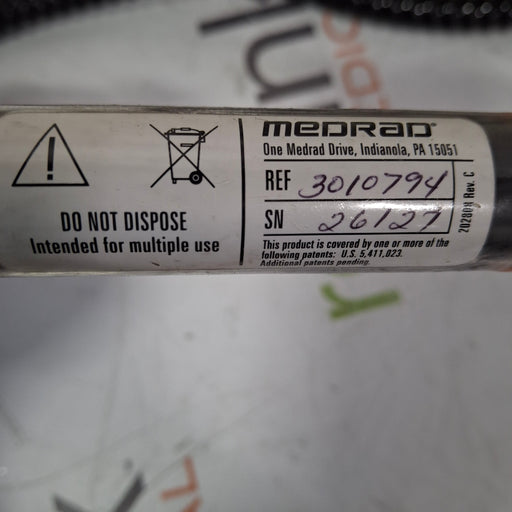 MEDRAD
One Medrad Drive, Indianola, PA 15051
REF 3010794
SN 26127
This product is covered by one or more of the
following patents: U.S. 5,411,023.
Additional patents pending.
DO NOT DISPOSE
Intended for multiple use